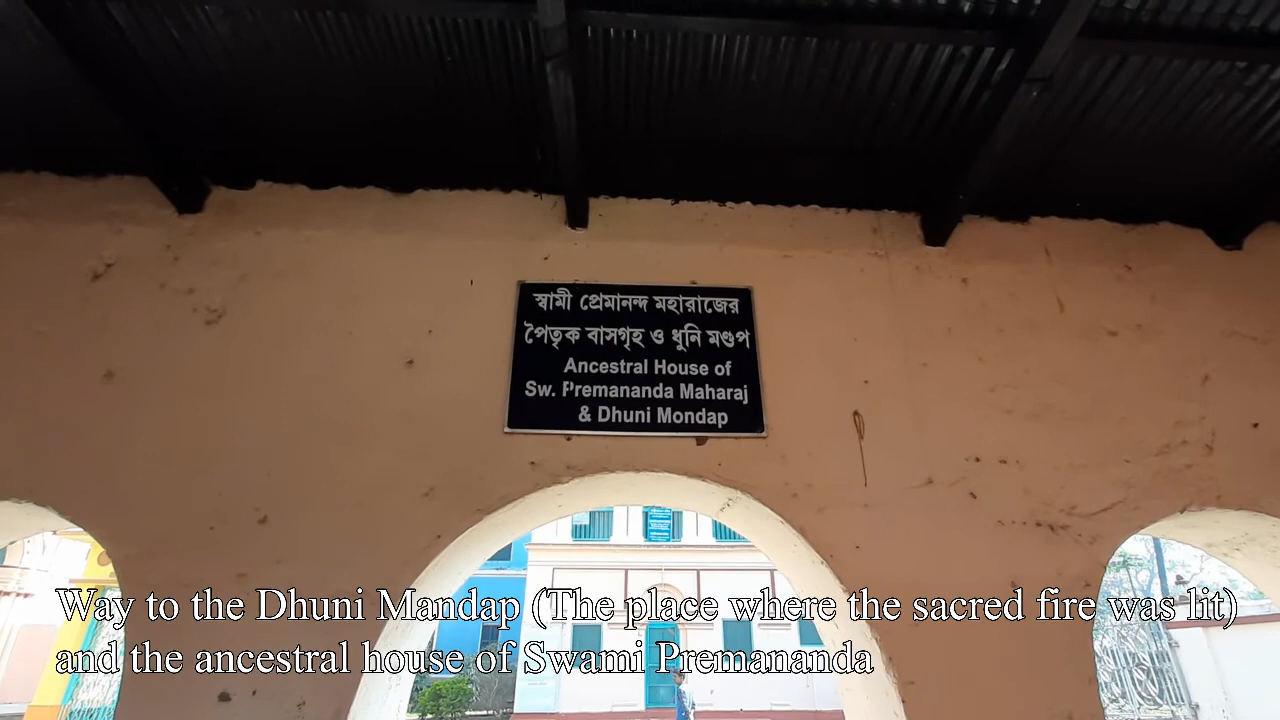 স্বামী প্রেমানন্দ মহারাজের
পৈতৃক বাসগৃহ ও ধুনি মণ্ডপ
Ancestral House of
Sw. Premananda Maharaj
& Dhuni Mondap
Way to the Dhuni Mandap (The place where the sacred fire was lit)
and the ancestral house of Swami Premananda